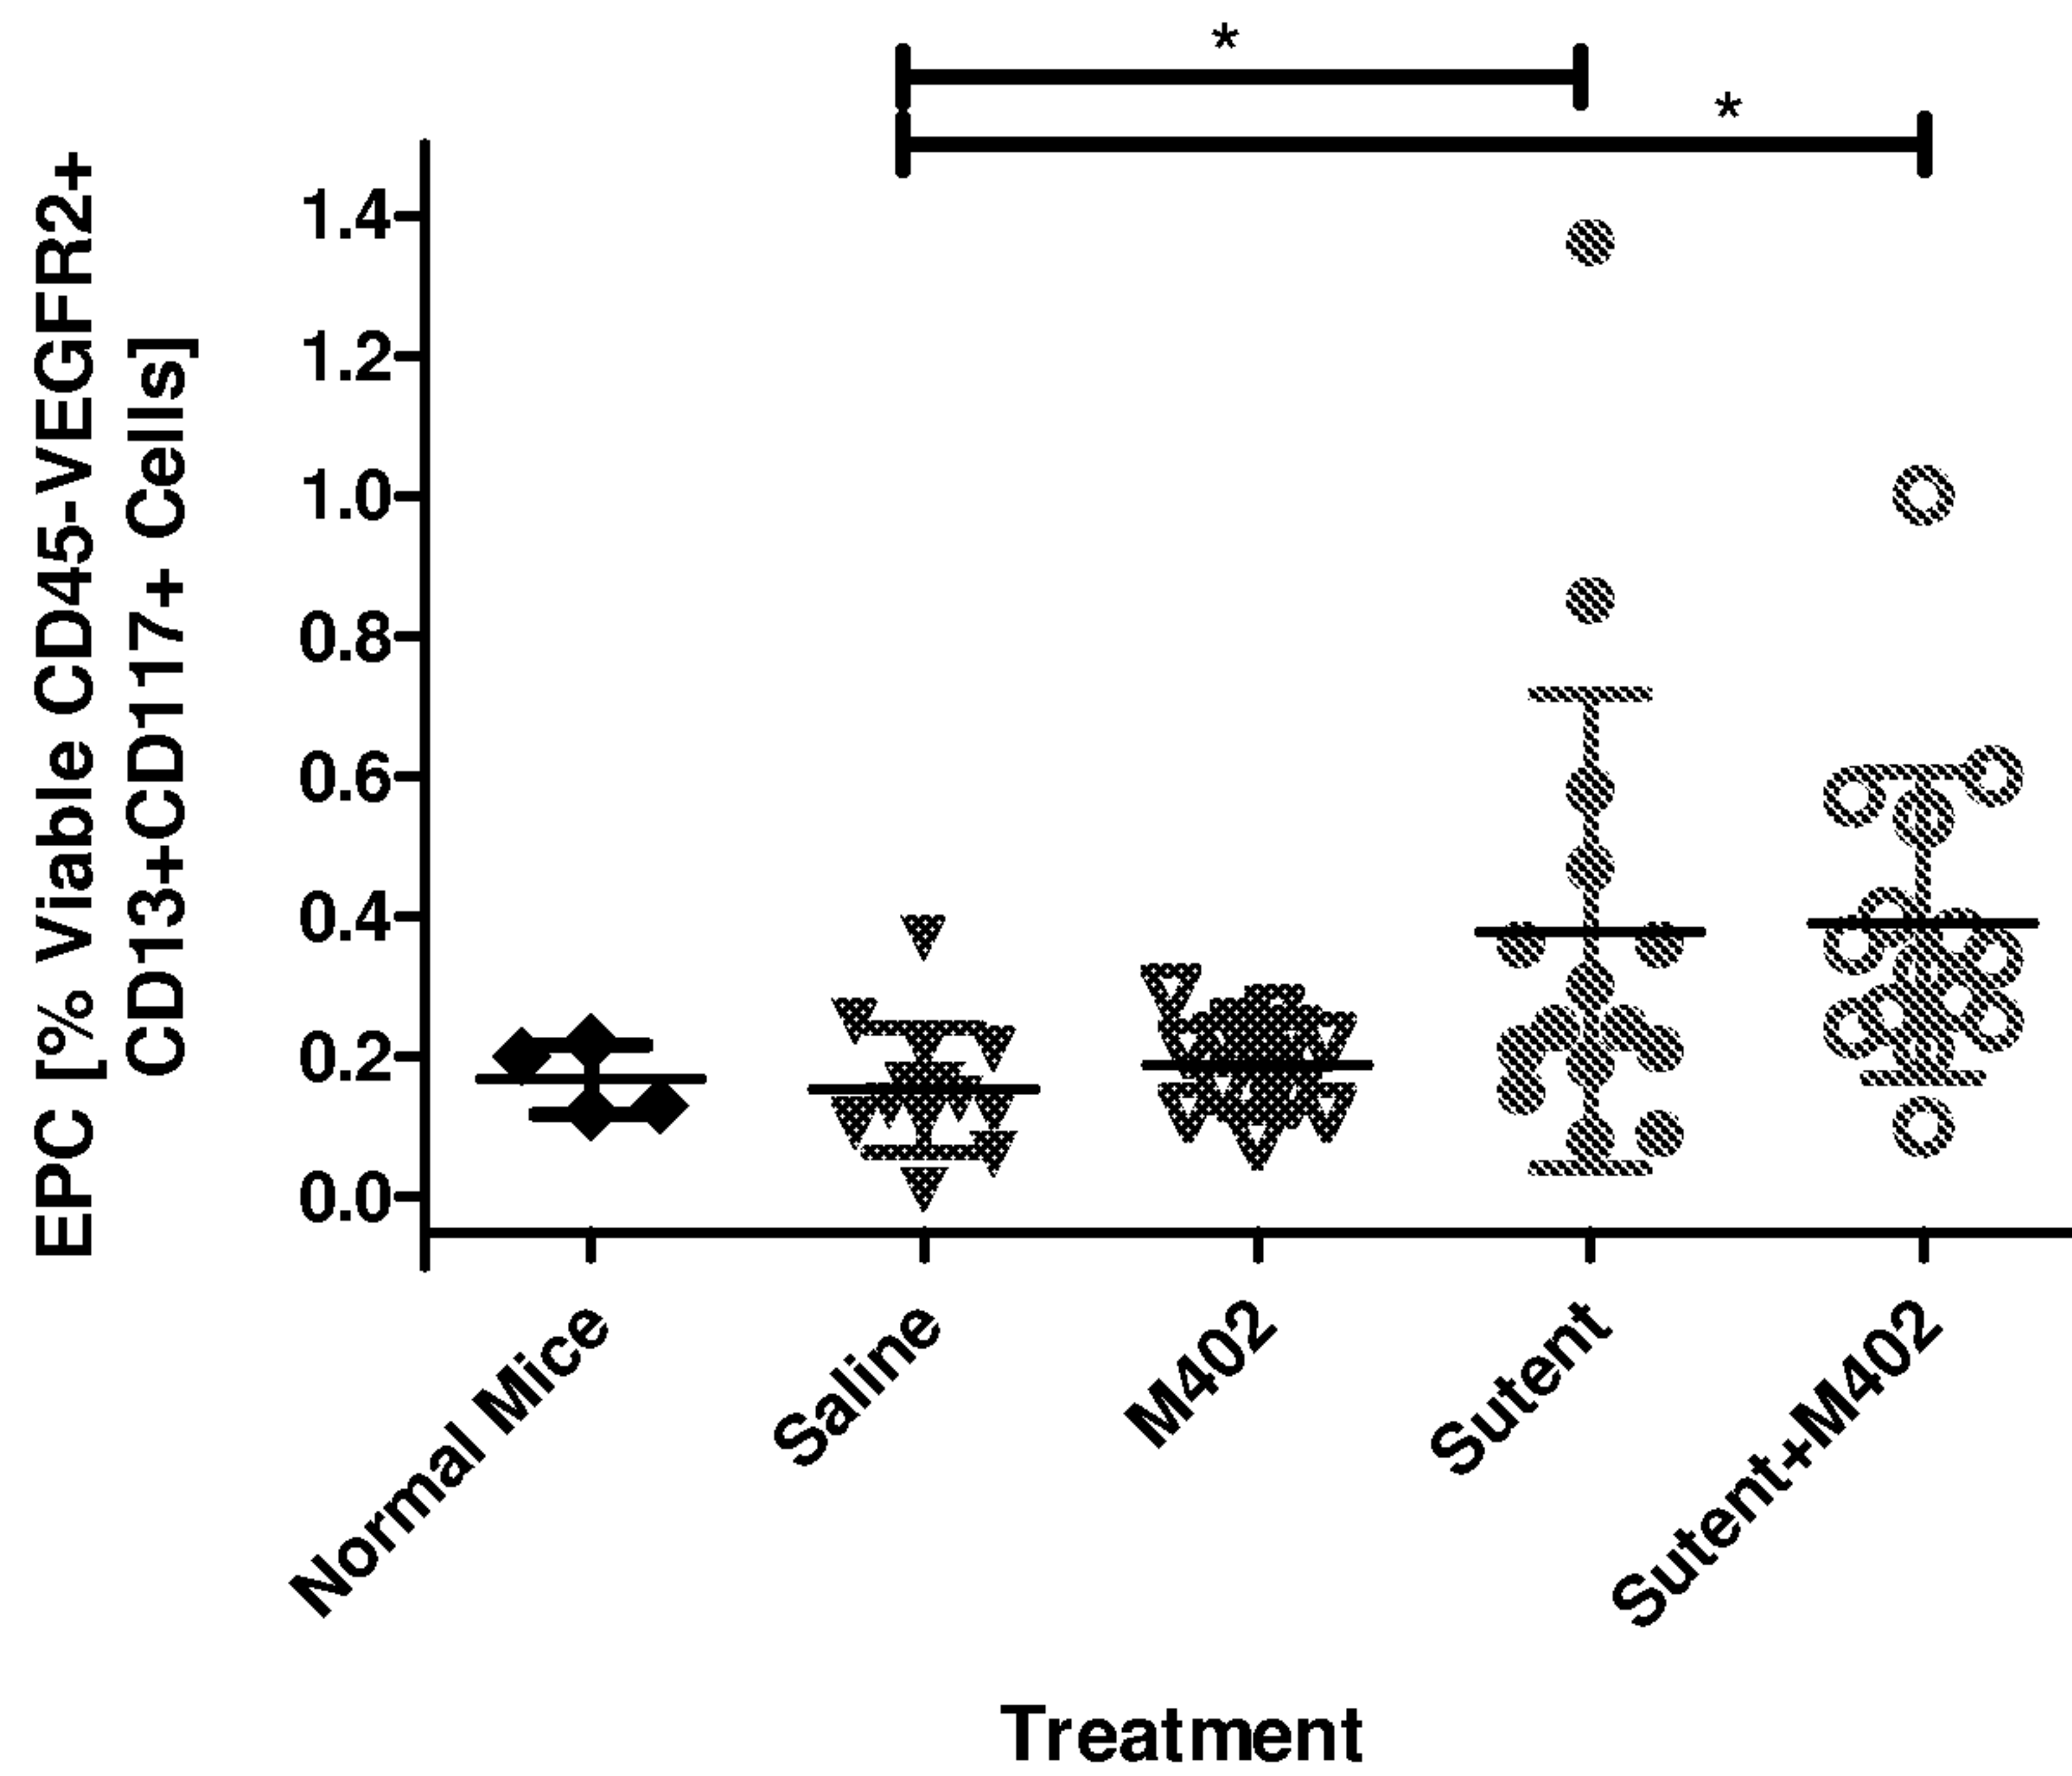 *
*
EPC [% Viable CD45-VEGFR2+
CD13+CD117+ Cells]
1.4
1.2
1.0
0.8
0.6
0.4
0.2
0.0
Normal Mice
Saline
M402
Sutent
Sutent+M402
Treatment